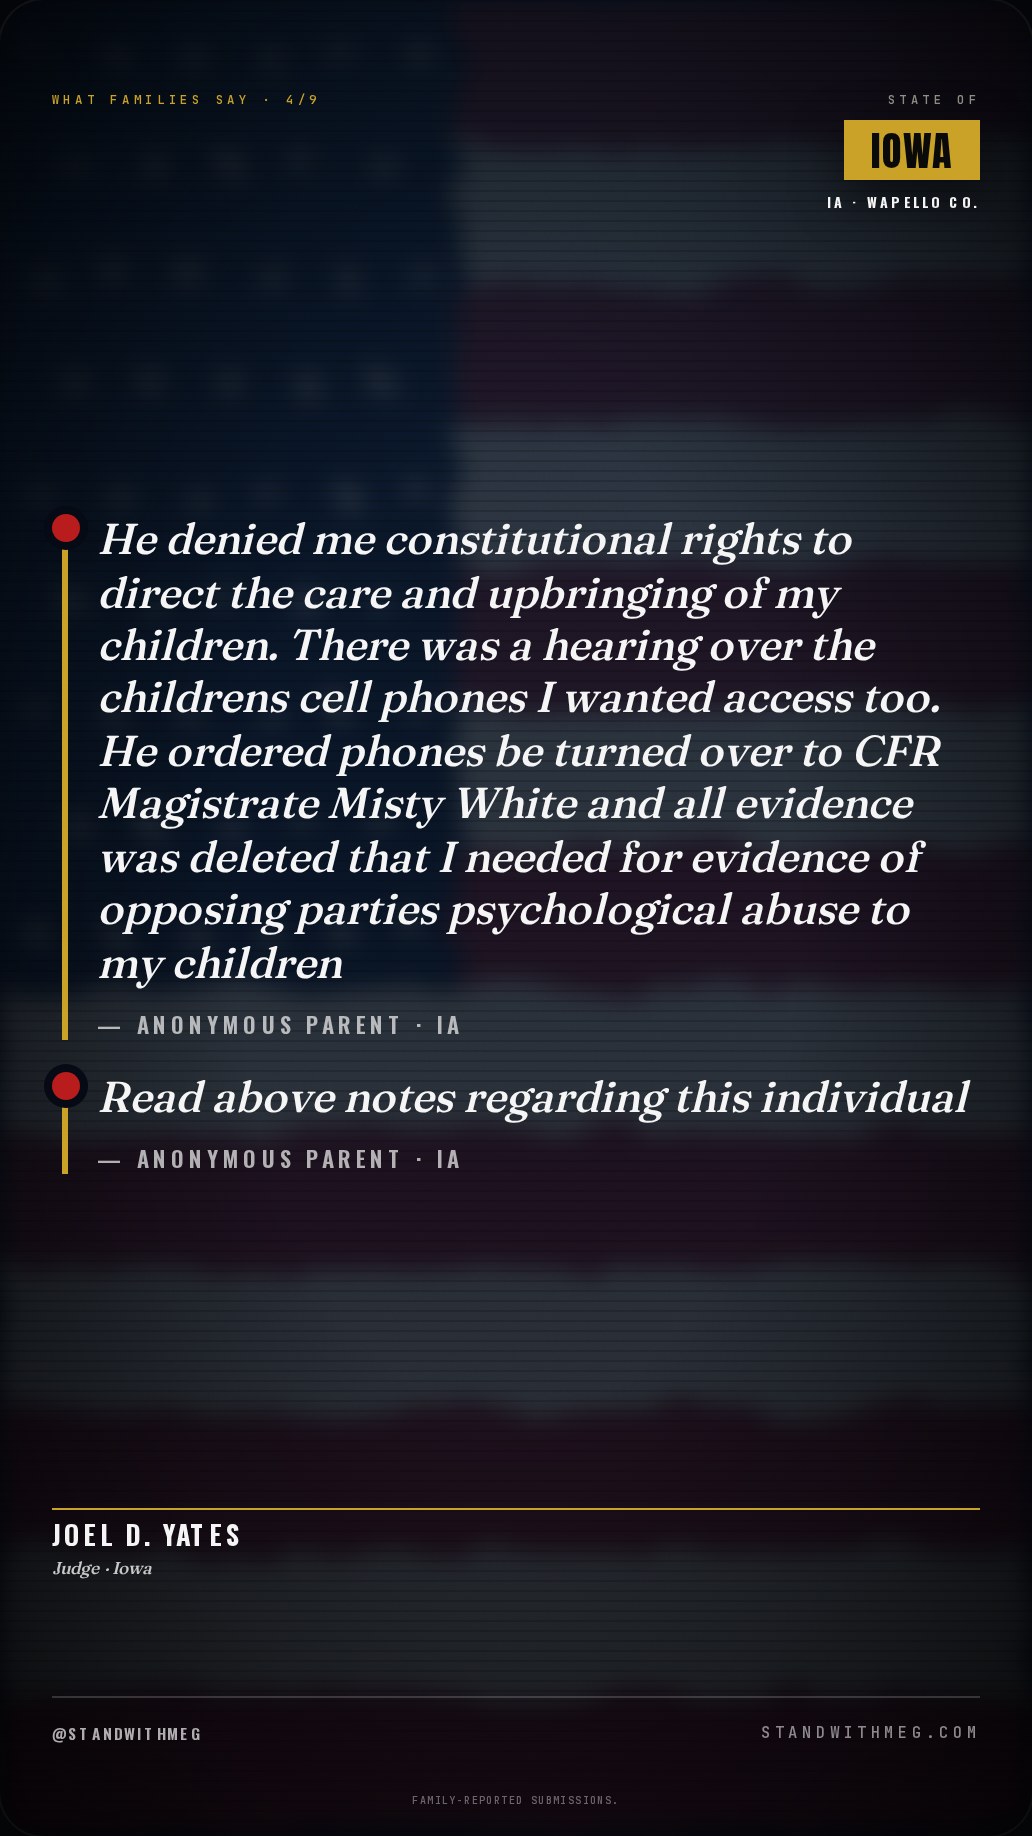 WHAT FAMILIES SAY · 4/9
STATE OF
IOWA
IA · WAPELLO CO.
He denied me constitutional rights to
direct the care and upbringing of my
children. There was a hearing over the
childrens cell phones I wanted access too.
He ordered phones be turned over to CFR
Magistrate Misty White and all evidence
was deleted that I needed for evidence of
opposing parties psychological abuse to
my children
— ANONYMOUS PARENT · IA
Read above notes regarding this individual
— ANONYMOUS PARENT · IA
JOEL D. YATES
Judge · Iowa
@STANDWITHMEG
STANDWITHMEG.COM
FAMILY-REPORTED SUBMISSIONS.